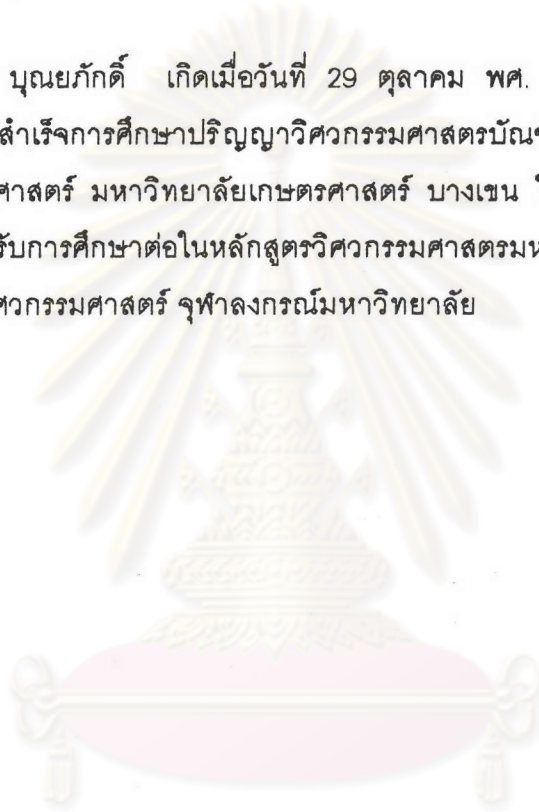 บุณยภักดิ์ เกิดเมื่อวันที่ 29 ตุลาคม พศ.
สำเร็จการศึกษาปริญญาวิศวกรรมศาสตรบัณฑ
ศาสตร์ มหาวิทยาลัยเกษตรศาสตร์ บางเขน ใ
รับการศึกษาต่อในหลักสูตรวิศวกรรมศาสตรมห
ศวกรรมศาสตร์ จุฬาลงกรณ์มหาวิทยาลัย